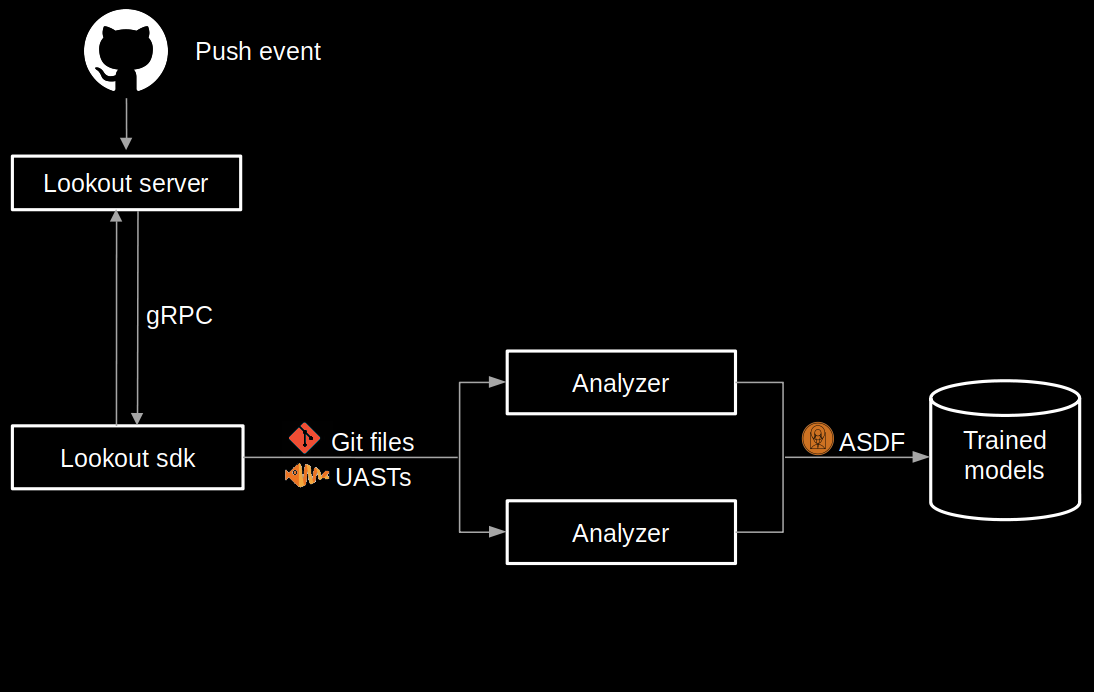 Push event
Lookout server
gRPC
Lookout sdk
Git files
UASTs
Analyzer
Analyzer
ASDF
Trained
models